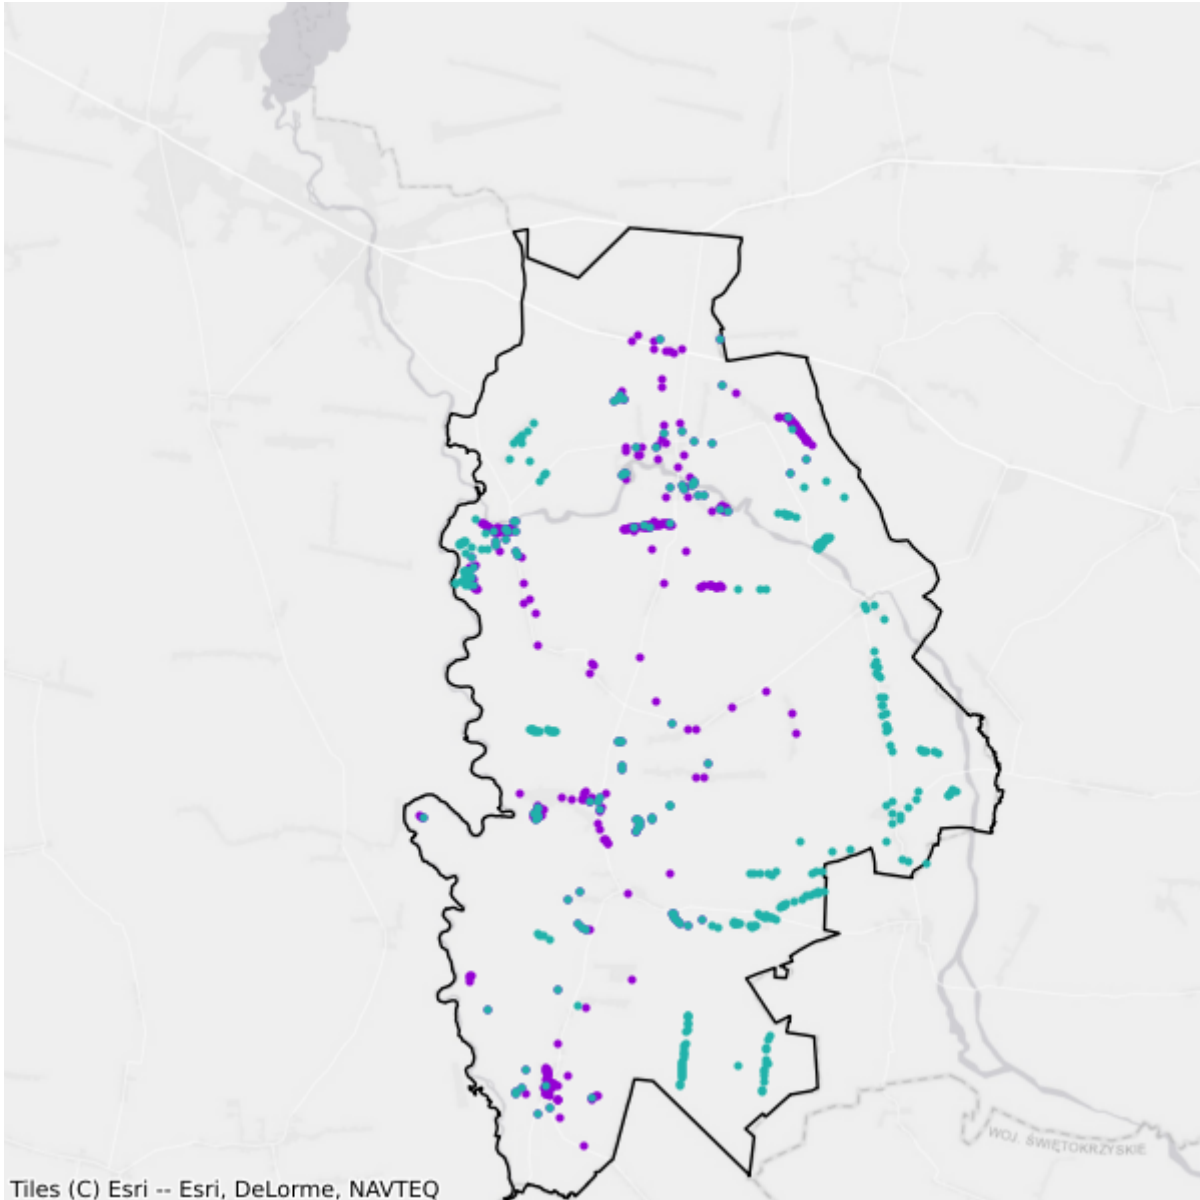 WOJ. ŚWIĘTOKRZYSKIE
Tiles (C) Esri -- Esri, DeLorme, NAVTEQ